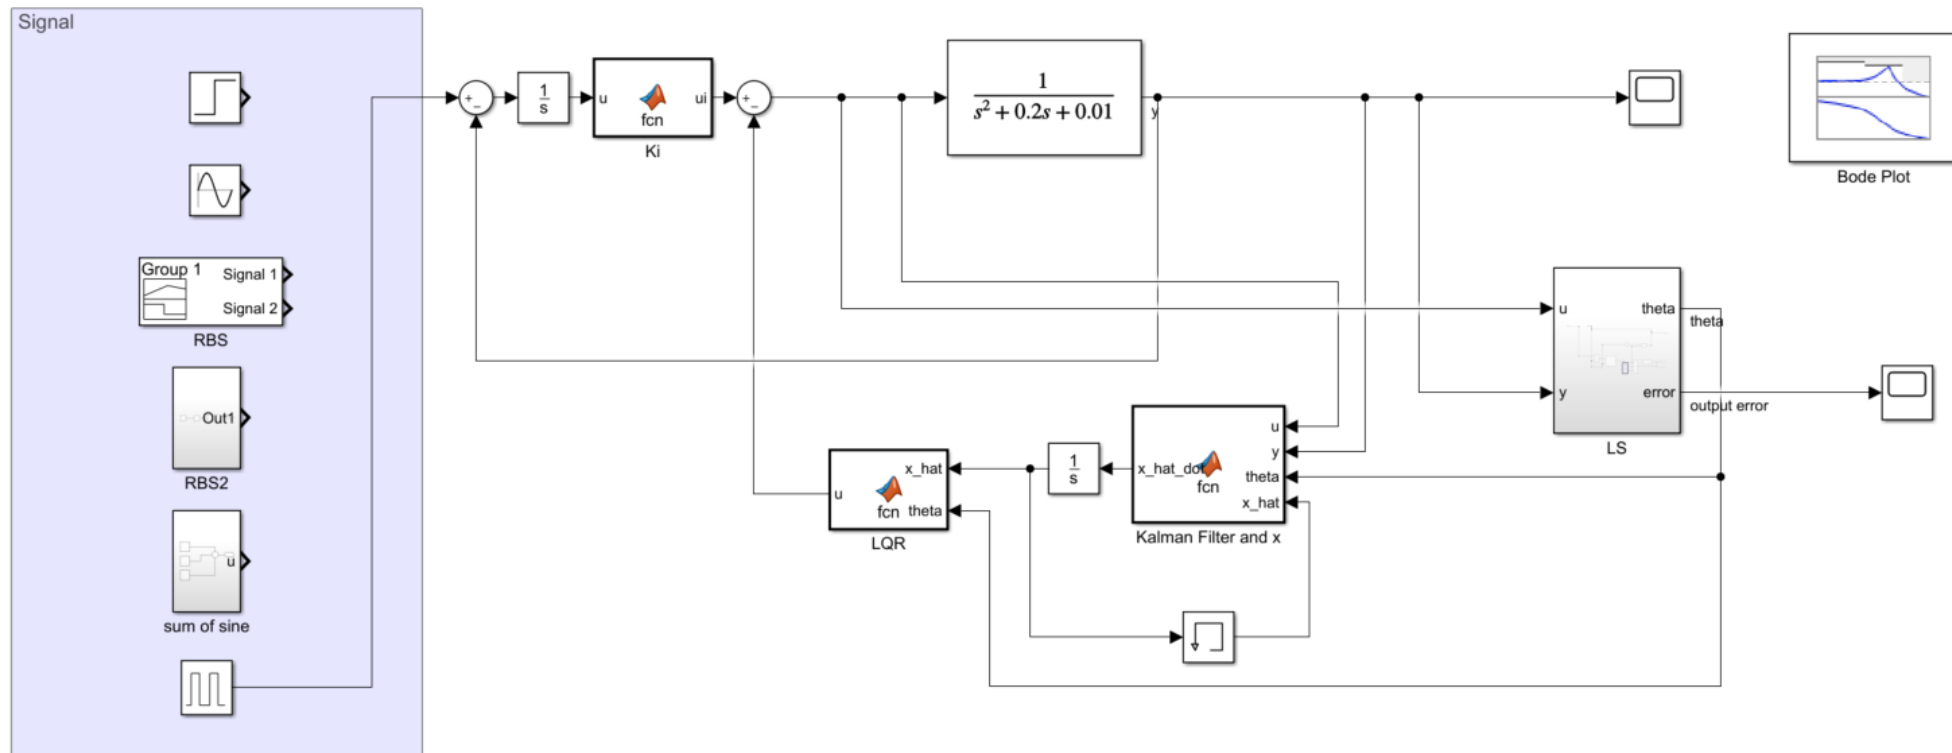 Signal
Group 1
Signal 1
Signal 2
RBS
Out1
RBS2
u
sum of sine
+
−
1
s
u
ui
fcn
Ki
+
−
1
s² + 0.2s + 0.01
y
Bode Plot
u
theta
theta
y
error
output error
LS
x_hat
u
fcn
theta
LQR
1
s
u
y
x_hat_dot
fcn
theta
x_hat
Kalman Filter and x